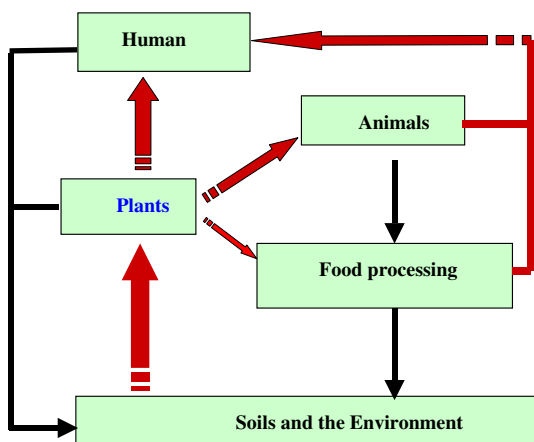 Human
Animals
Plants
Food processing
Soils and the Environment